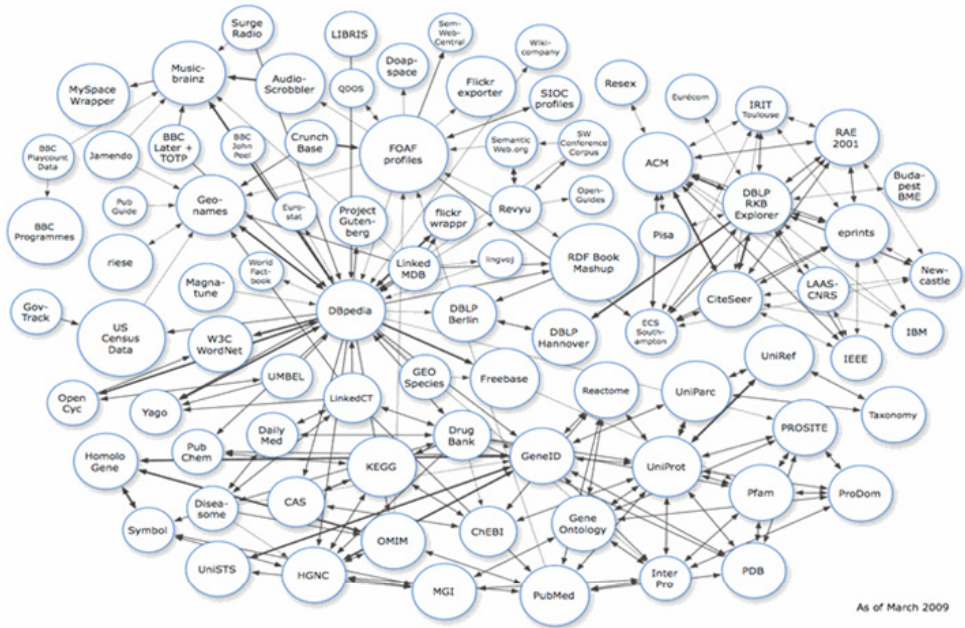 Surge
Radio
LIBRIS
Sem-
Web-
Central
Wiki-
company
Music-
brainz
Doap-
space
MySpace
Wrapper
Audio-
Scrobbler
QDOS
Flickr
exporter
SIOC
profiles
Resex
Eurécom
IRIT
Toulouse
BBC
Playcount
Data
Jamendo
BBC
Later +
TOTP
BBC
John
Peel
Crunch
Base
FOAF
profiles
Semantic
Web.org
SW
Conference
Corpus
ACM
RAE
2001
DBLP
RKB
Explorer
Buda-
pest
BME
Pub
Guide
Geo-
names
Euro-
stat
Project
Guten-
berg
flickr
wrappr
Revyu
Open-
Guides
Pisa
eprints
BBC
Programmes
riese
World
Fact-
book
Linked
MDB
lingvoj
RDF Book
Mashup
CiteSeer
LAAS-
CNRS
New-
castle
Gov-
Track
Magna-
tune
US
Census
Data
W3C
WordNet
DBpedia
DBLP
Berlin
DBLP
Hannover
ECS
South-
ampton
IEEE
IBM
Open
Cyc
Yago
UMBEL
LinkedCT
GEO
Species
Freebase
Reactome
UniParc
UniRef
Taxonomy
Homolo
Gene
Pub
Chem
Daily
Med
Drug
Bank
KEGG
GeneID
UniProt
PROSITE
Pfam
ProDom
Symbol
Disea-
some
CAS
OMIM
ChEBI
Gene
Ontology
UniSTS
HGNC
MGI
PubMed
Inter
Pro
PDB
As of March 2009